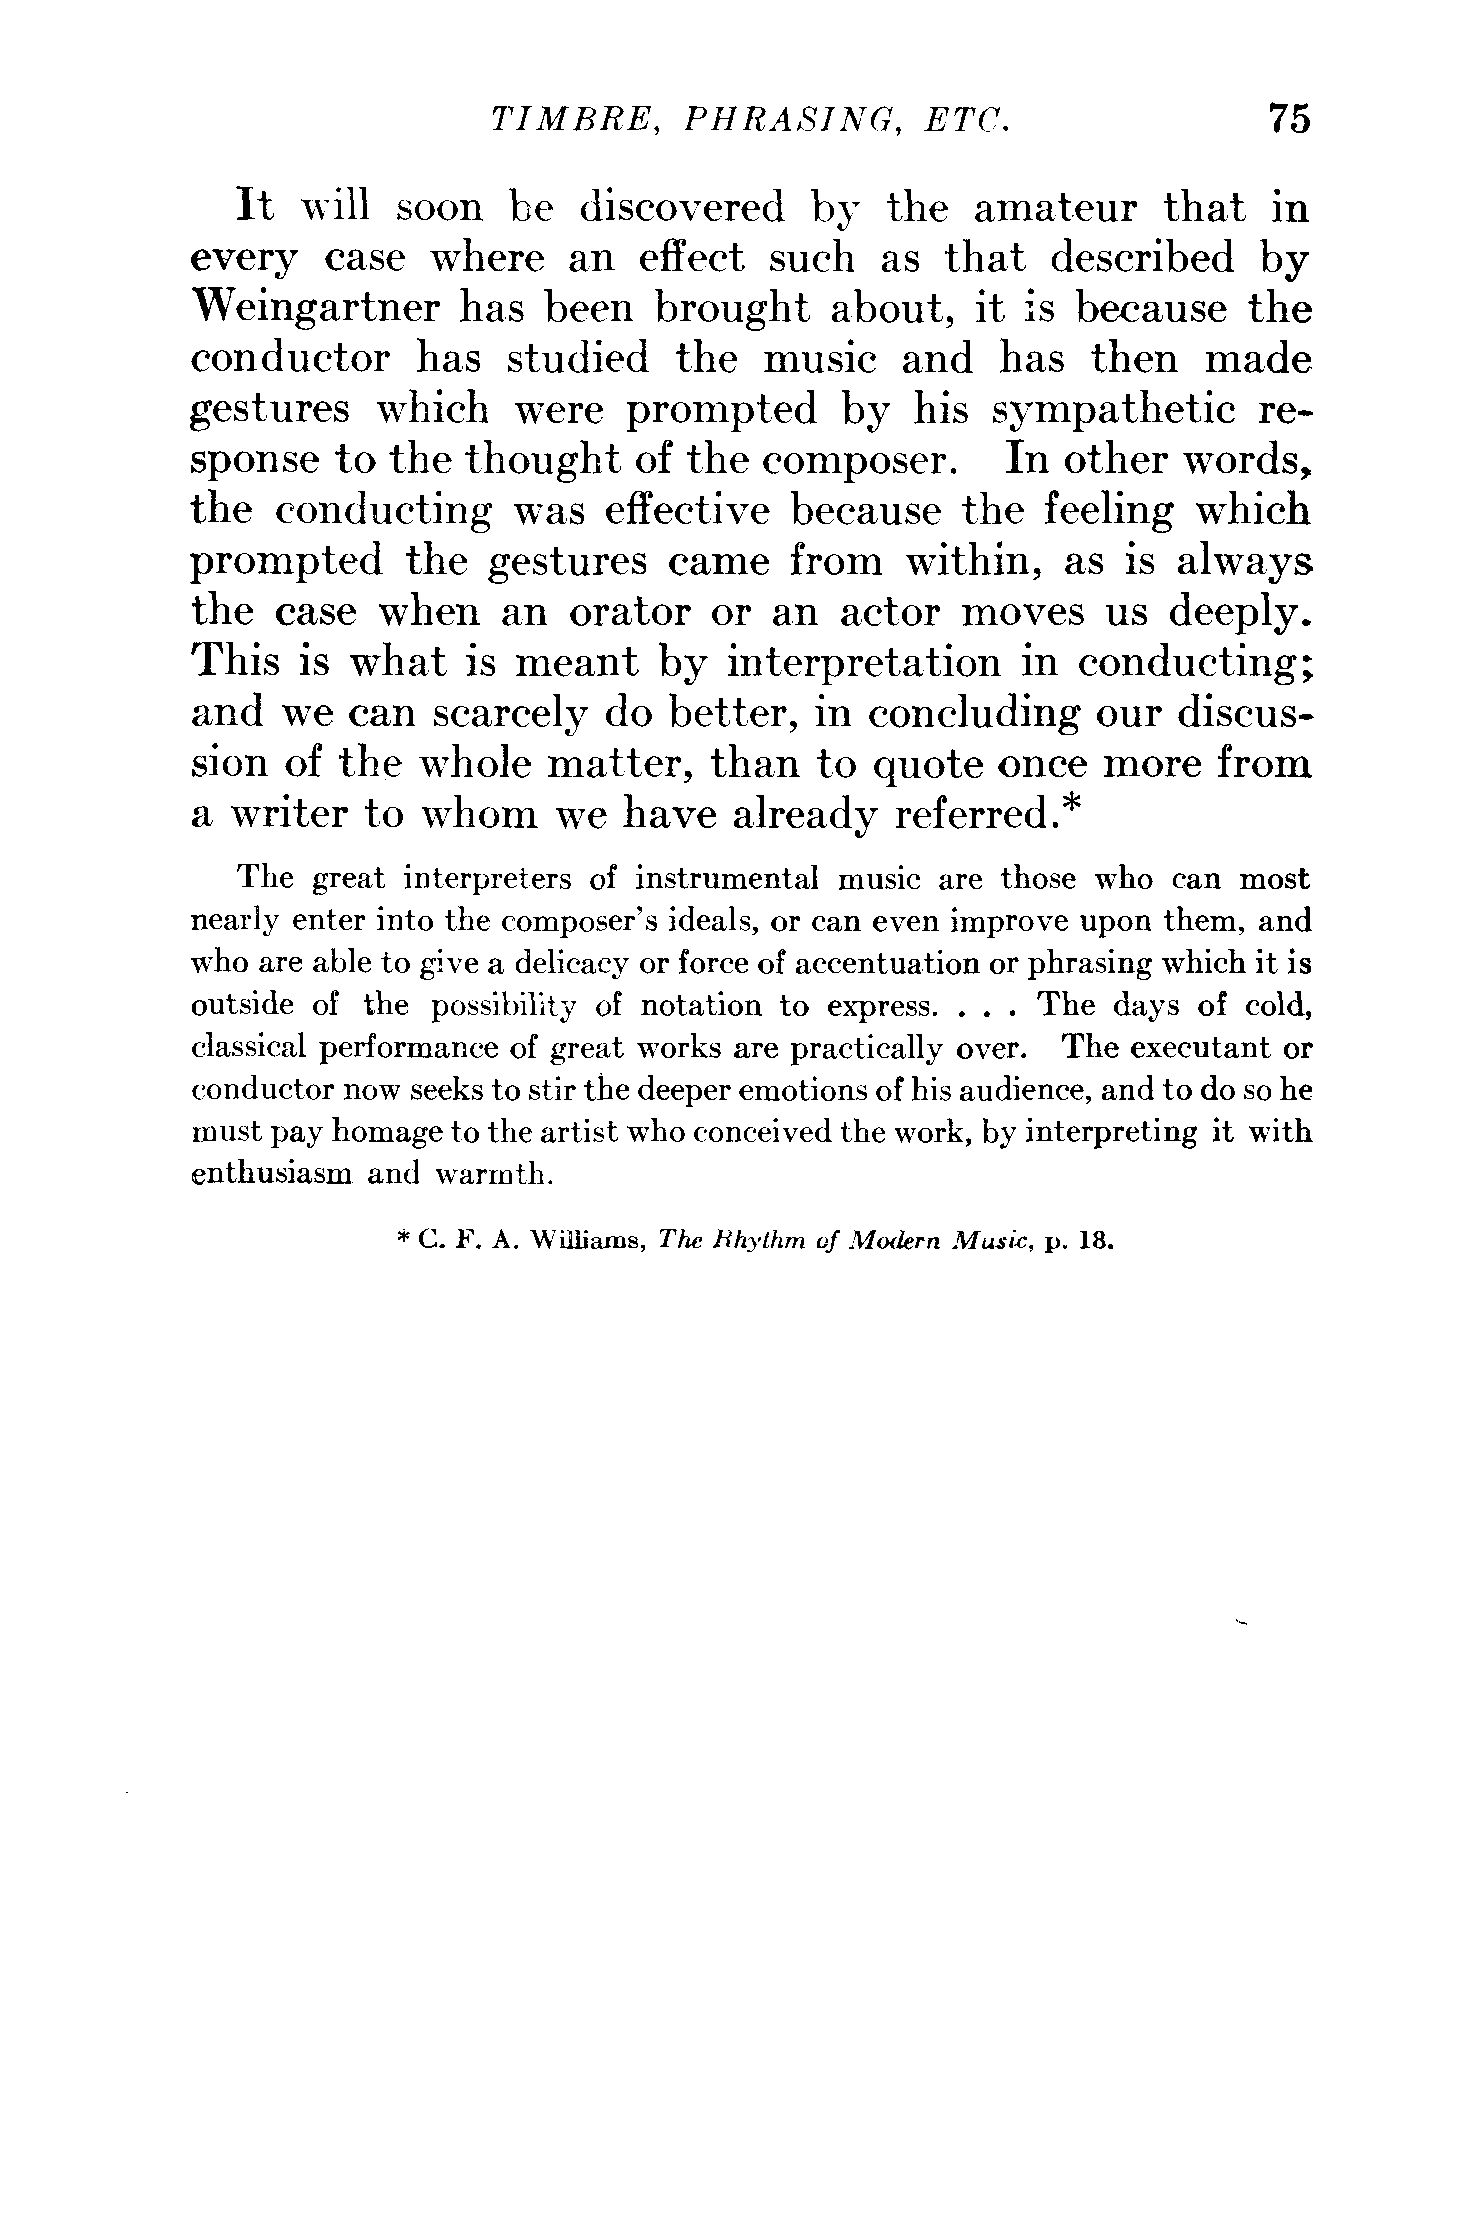 TIMBRE, PHRASING, ETC. 75
It will soon be discovered by the amateur that in
every case where an effect such as that described by
Weingartner has been brought about, it is because the
conductor has studied the music and has then made
gestures which were prompted by his sympathetic re-
sponse to the thought of the composer. In other words,
the conducting was effective because the feeling which
prompted the gestures came from within, as is always
the case when an orator or an actor moves us deeply.
This is what is meant by interpretation in conducting;
and we can scarcely do better, in concluding our discus-
sion of the whole matter, than to quote once more from
a writer to whom we have already referred.*
The great interpreters of instrumental music are those who can most
nearly enter into the composer's ideals, or can even improve upon them, and
who are able to give a delicacy or force of accentuation or phrasing which it is
outside of the possibility of notation to express. . . . The days of cold,
classical performance of great works are practically over. The executant or
conductor now seeks to stir the deeper emotions of his audience, and to do so he
must pay homage to the artist who conceived the work, by interpreting it with
enthusiasm and warmth.
* C. F. A. Williams, The Rhythm of Modern Music, p. 18.